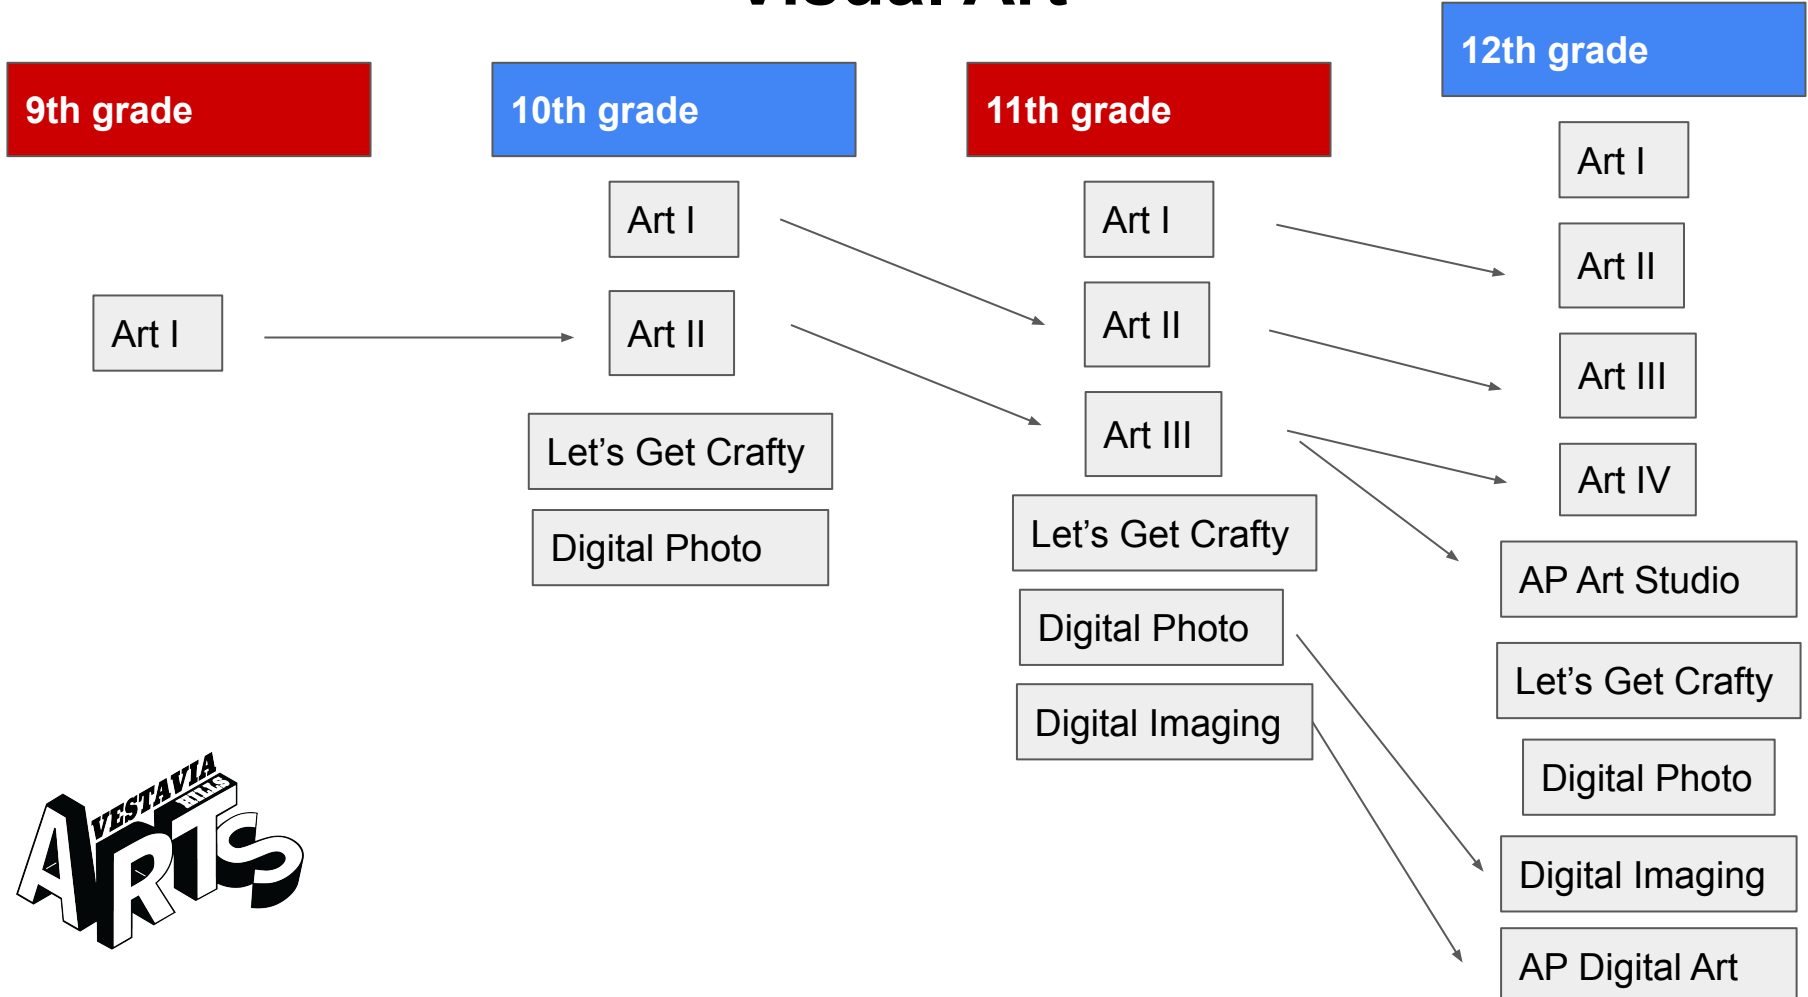 Visual Art
9th grade
Art I
10th grade
Art I
Art II
Let's Get Crafty
Digital Photo
11th grade
Art I
Art II
Art III
Let's Get Crafty
Digital Photo
Digital Imaging
12th grade
Art I
Art II
Art III
Art IV
AP Art Studio
Let's Get Crafty
Digital Photo
Digital Imaging
AP Digital Art
VESTAVIA
HILLS
ARTS